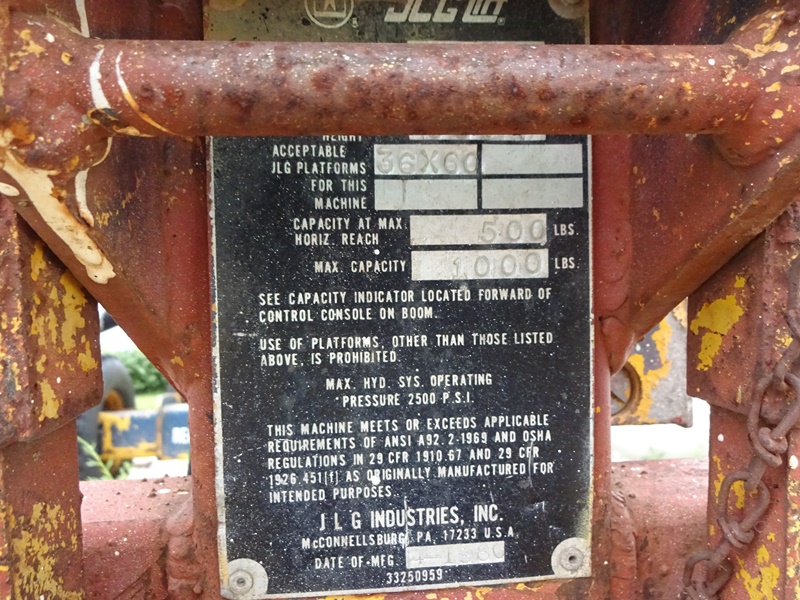 JLG Lift
HEIGHT
ACCEPTABLE
JLG PLATFORMS
36X60
FOR THIS
MACHINE
CAPACITY AT MAX.
HORIZ. REACH
500 LBS.
MAX. CAPACITY 1,000 LBS.
SEE CAPACITY INDICATOR LOCATED FORWARD OF
CONTROL CONSOLE ON BOOM.
USE OF PLATFORMS, OTHER THAN THOSE LISTED
ABOVE, IS PROHIBITED.
MAX. HYD. SYS. OPERATING
PRESSURE 2500 P.S.I.
THIS MACHINE MEETS OR EXCEEDS APPLICABLE
REQUIREMENTS OF ANSI A92.2-1969 AND OSHA
REGULATIONS IN 29 CFR 1910.67 AND 29 CFR
1926.451(f) AS ORIGINALLY MANUFACTURED FOR
INTENDED PURPOSES.
J L G INDUSTRIES, INC.
McCONNELLSBURG, PA. 17233 U.S.A.
DATE OF MFG.
33250959